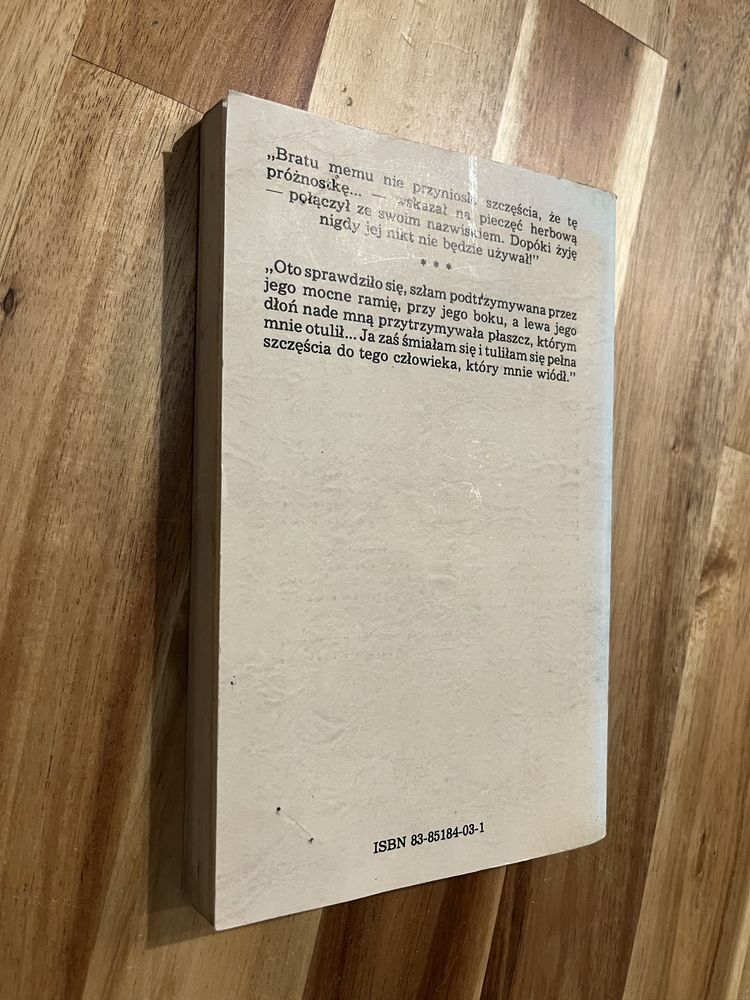 „Bratu memu nie przyniosła szczęścia, że tę
próżnostkę... — wskazał na pieczęć herbową
— połączył ze swoim nazwiskiem. Dopóki żyję
nigdy jej nikt nie będzie używał!”
* * *
„Oto sprawdziło się, szłam podtrzymywana przez
jego mocne ramię, przy jego boku, a lewa jego
dłoń nade mną przytrzymywała płaszcz, którym
mnie otulił... Ja zaś śmiałam się i tuliłam się pełna
szczęścia do tego człowieka, który mnie wiódł.”
ISBN 83-85184-03-1